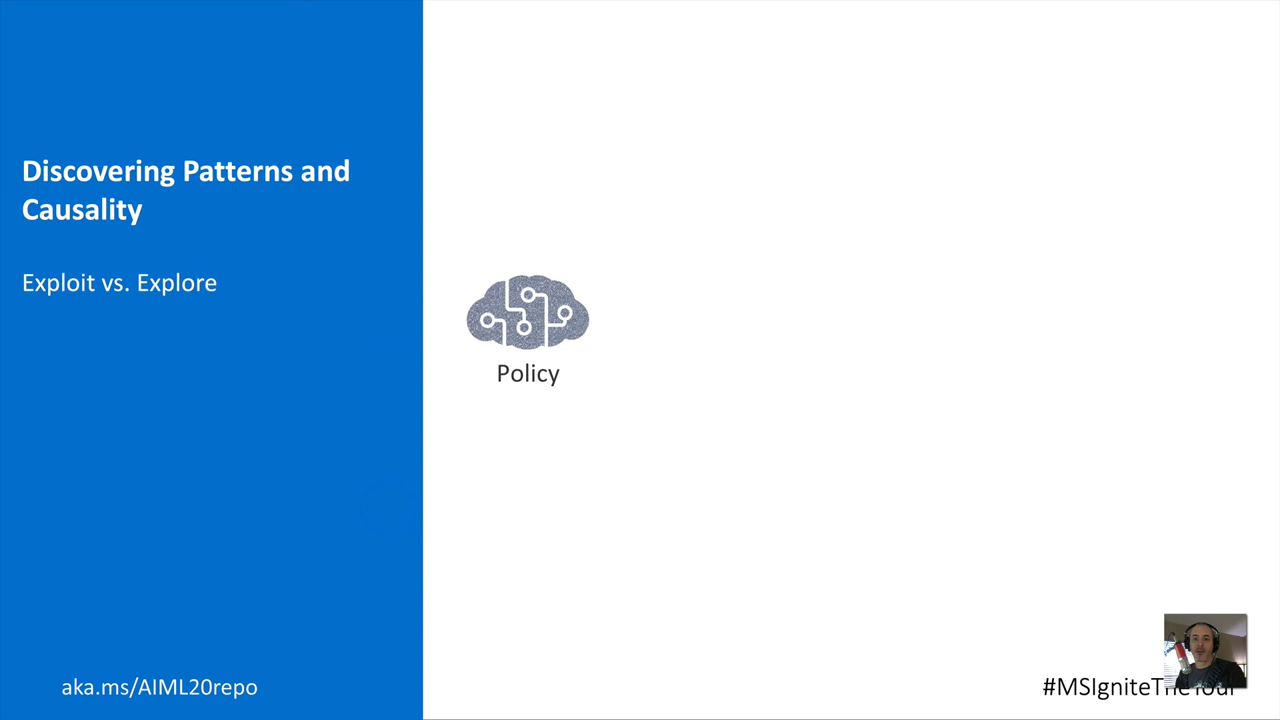 Discovering Patterns and
Causality
Exploit vs. Explore
Policy
aka.ms/AIML20repo
#MSIgniteTheTour